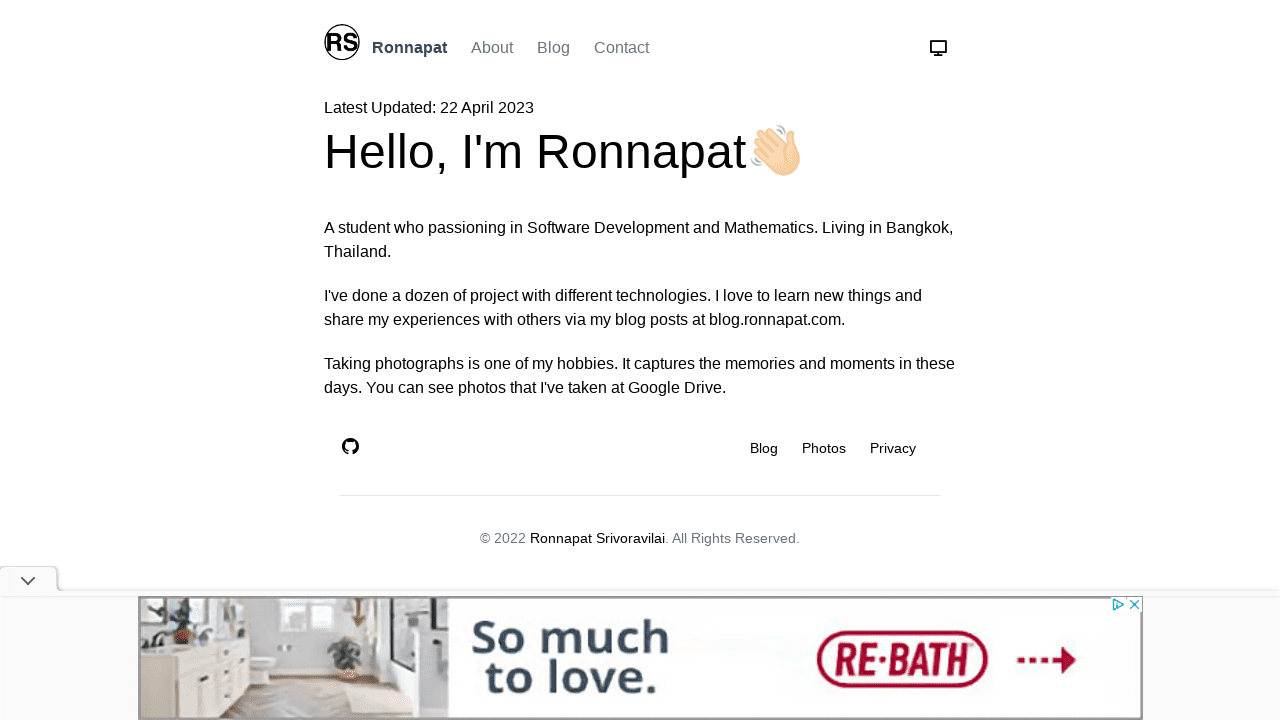 RS Ronnapat About Blog Contact
Latest Updated: 22 April 2023
Hello, I'm Ronnapat
A student who passioning in Software Development and Mathematics. Living in Bangkok,
Thailand.
I've done a dozen of project with different technologies. I love to learn new things and
share my experiences with others via my blog posts at blog.ronnapat.com.
Taking photographs is one of my hobbies. It captures the memories and moments in these
days. You can see photos that I've taken at Google Drive.
Blog Photos Privacy
© 2022 Ronnapat Srivoravilai. All Rights Reserved.
So much
to love.
RE·BATH